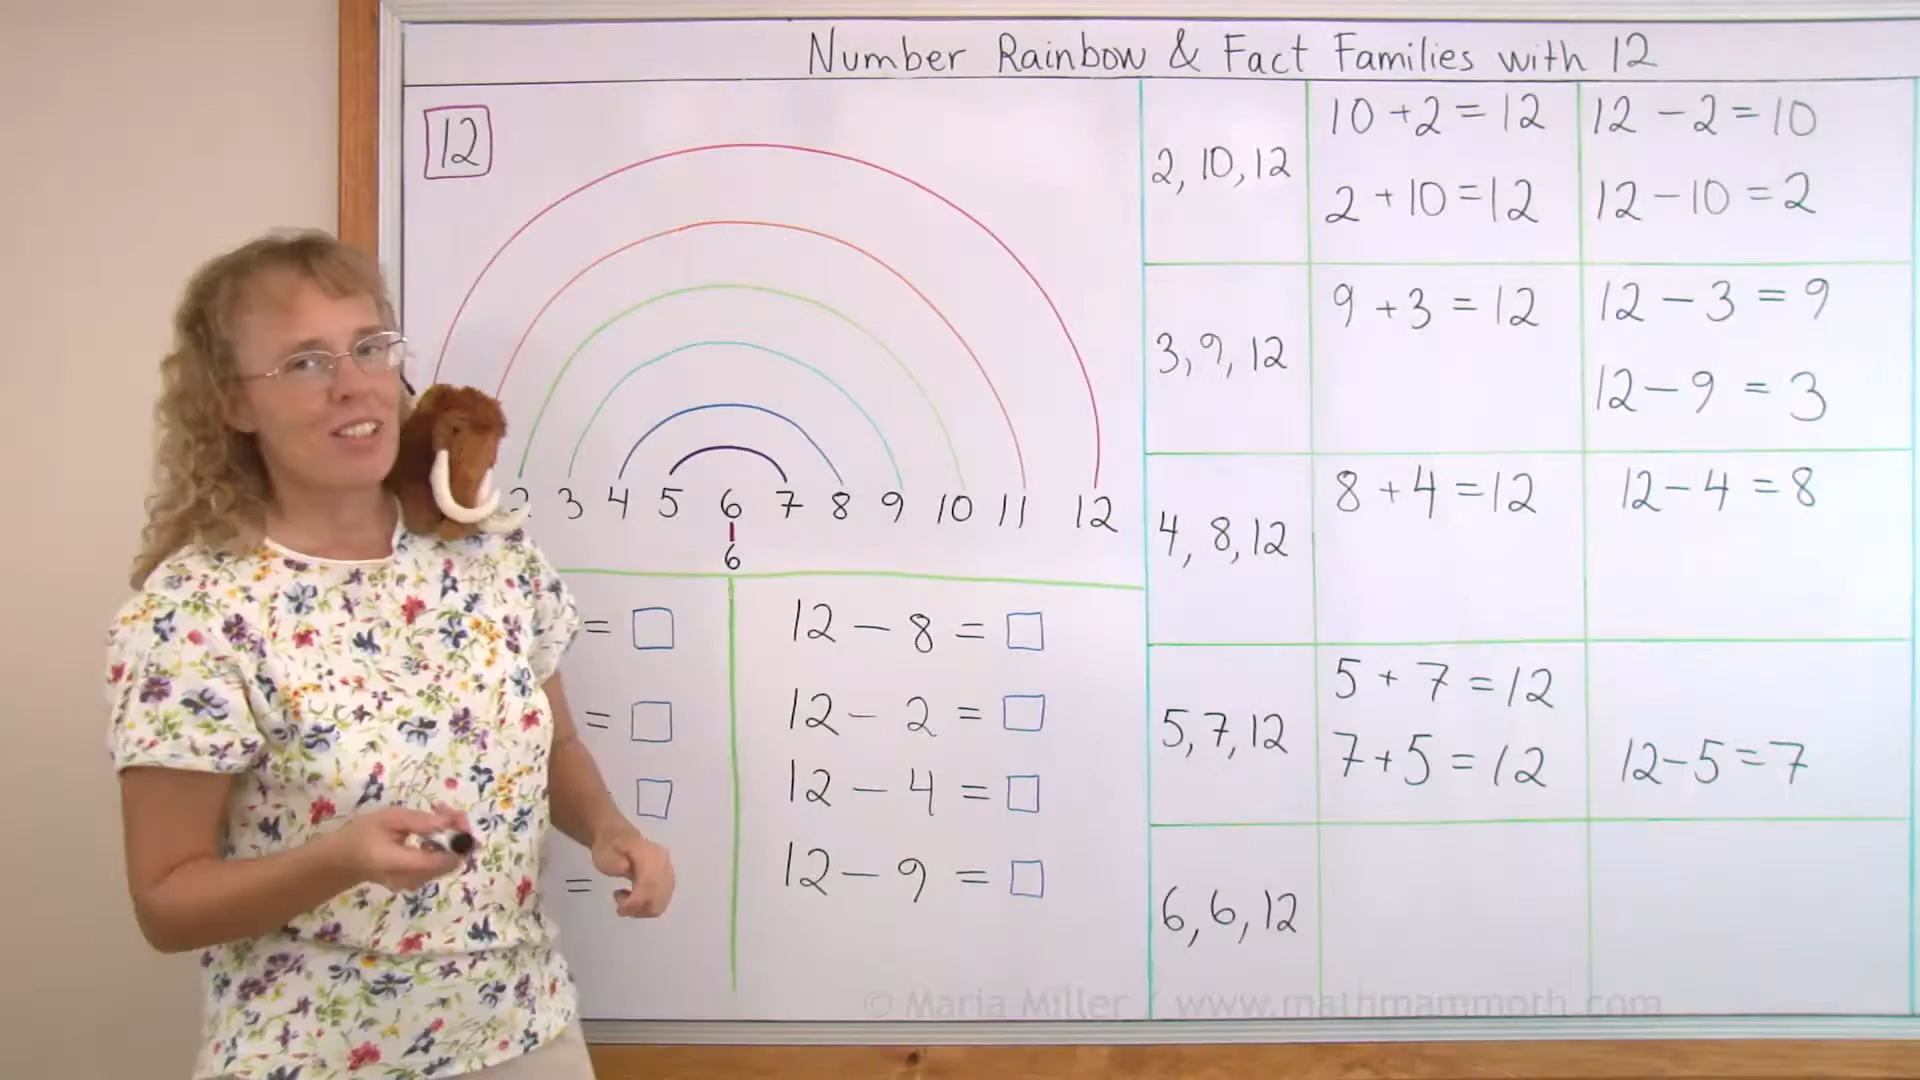 Number Rainbow & Fact Families with 12
12
2 3 4 5 6 7 8 9 10 11 12
6
= □
= □
□
=
12 - 8 = □
12 - 2 = □
12 - 4 = □
12 - 9 = □
2, 10, 12
10 + 2 = 12
2 + 10 = 12
12 - 2 = 10
12 - 10 = 2
3, 9, 12
9 + 3 = 12
12 - 3 = 9
12 - 9 = 3
4, 8, 12
8 + 4 = 12
12 - 4 = 8
5, 7, 12
5 + 7 = 12
7 + 5 = 12
12 - 5 = 7
6, 6, 12
© Maria Miller / www.mathmammoth.com